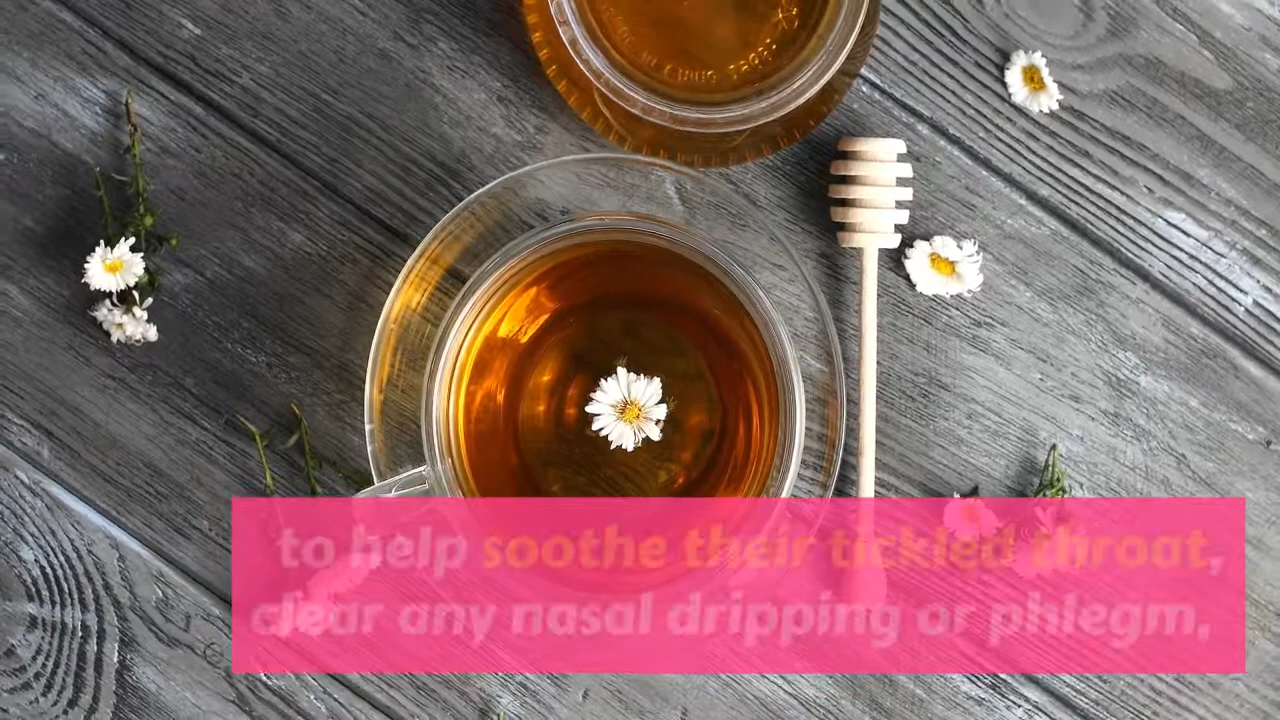 to help soothe their tickled throat,
clear any nasal dripping or phlegm,